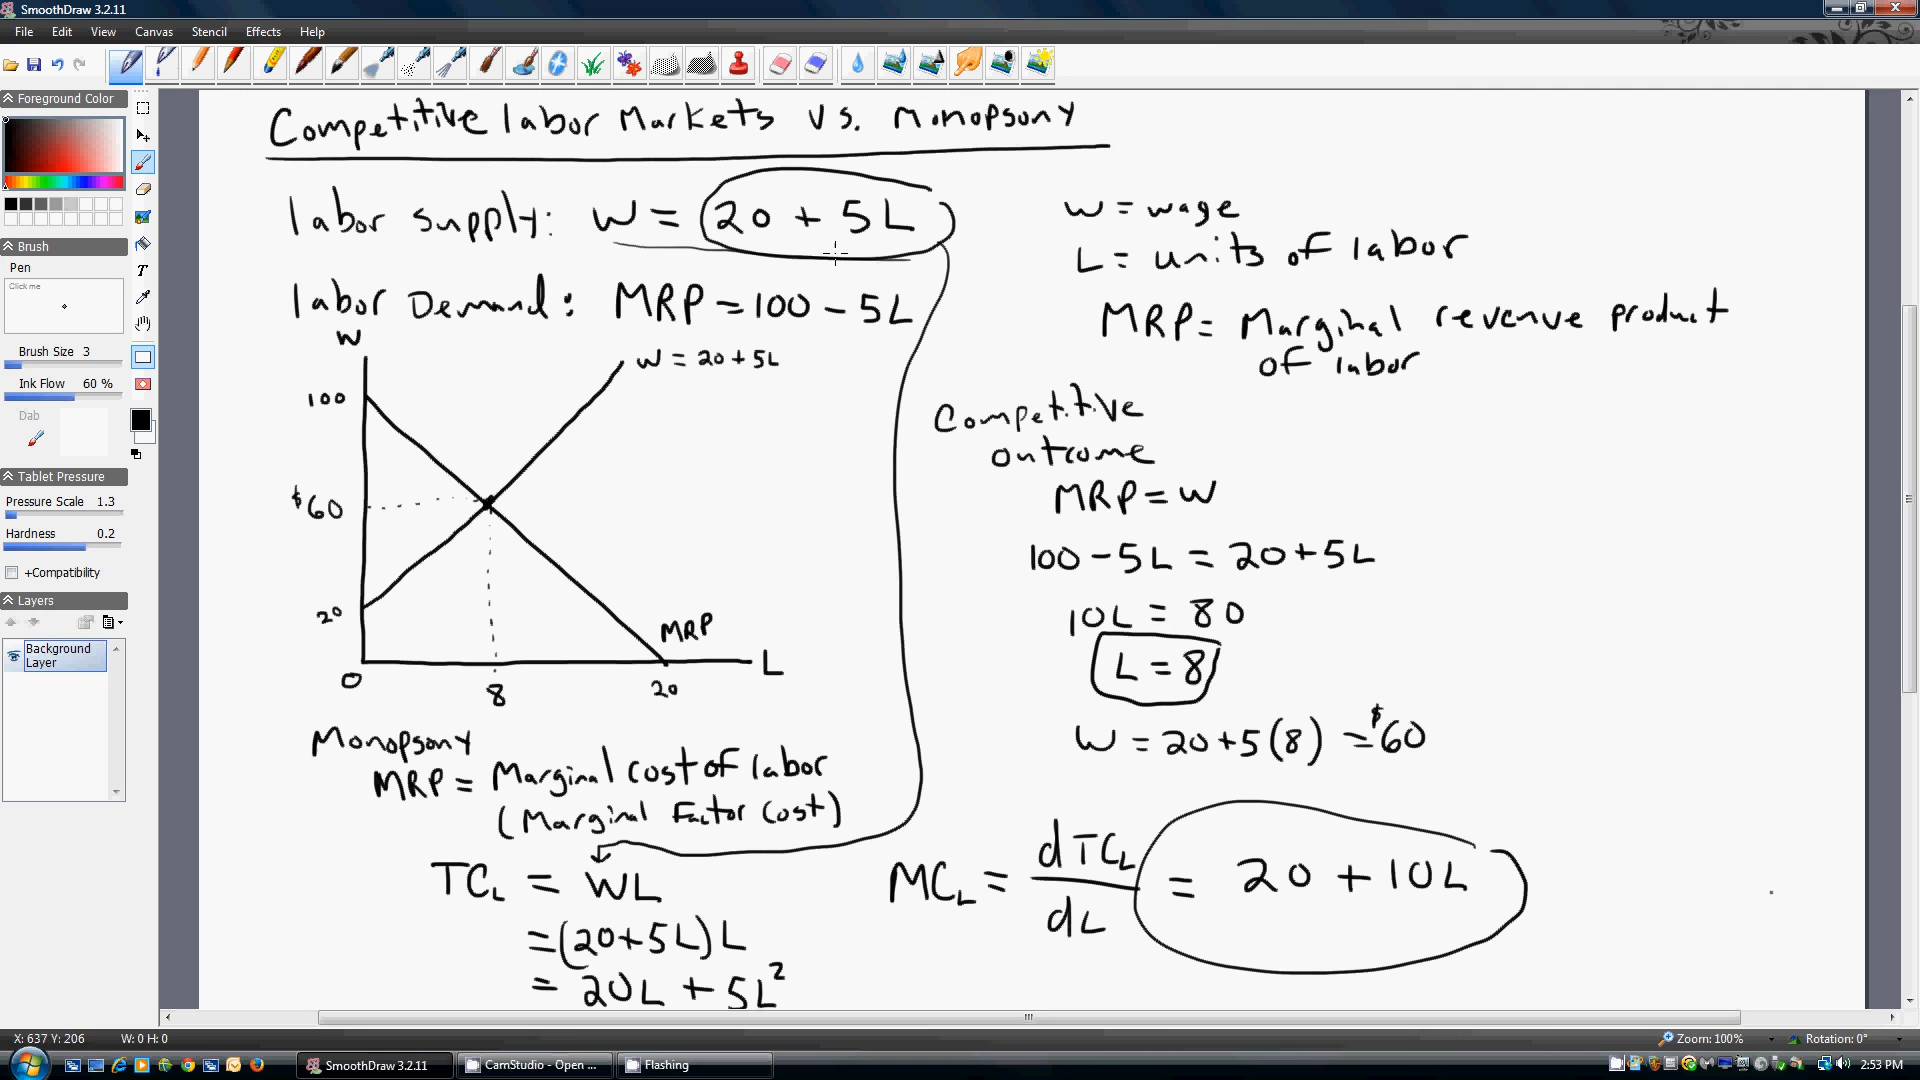 SmoothDraw 3.2.11
File Edit View Canvas Stencil Effects Help
Foreground Color
Brush
Pen
Click me
Brush Size 3
Ink Flow 60 %
Dab
Tablet Pressure
Pressure Scale 1.3
Hardness 0.2
+Compatibility
Layers
Background
Layer
Competitive labor Markets vs. Monopsony
labor supply: W = 20 + 5L
labor Demand: MRP = 100 - 5L
W = wage
L = units of labor
MRP = Marginal revenue product
of labor
W
W = 20 + 5L
100
$60
20
MRP
L
0
8
20
Competitive
outcome
MRP = W
100 - 5L = 20 + 5L
10L = 80
L = 8
W = 20 + 5(8) = $60
Monopsony
MRP = Marginal cost of labor
(Marginal Factor Cost)
TCL = WL
= (20+5L)L
= 20L + 5L²
MCL = dTCL/dL = 20 + 10L
X: 637 Y: 206 W: 0 H: 0
Zoom: 100% Rotation: 0°
SmoothDraw 3.2.11
CamStudio - Open ...
Flashing
2:53 PM